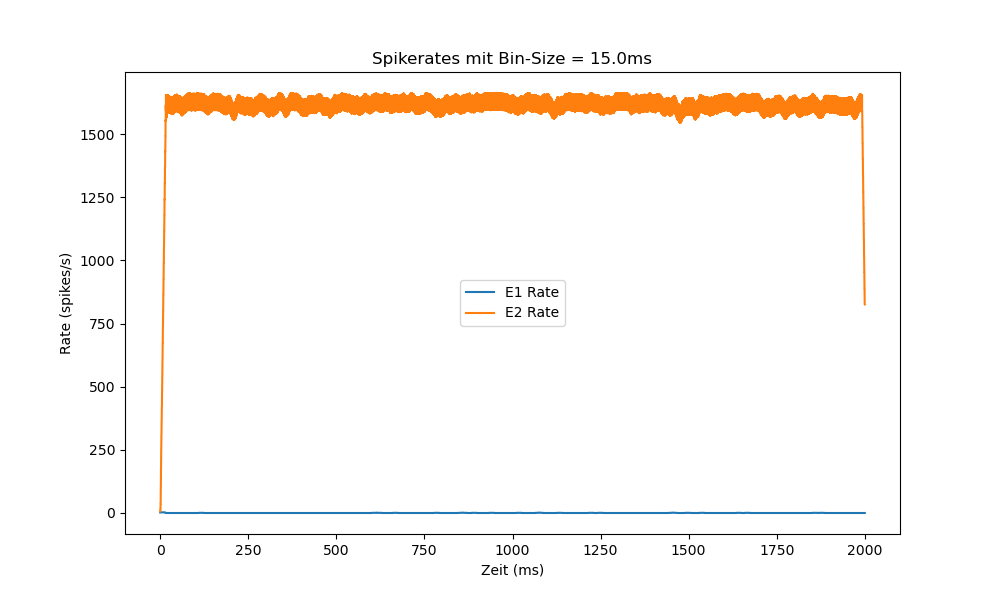 Spikerates mit Bin-Size = 15.0ms
1500
1250
1000
750
500
250
0
Rate (spikes/s)
E1 Rate
E2 Rate
0 250 500 750 1000 1250 1500 1750 2000
Zeit (ms)